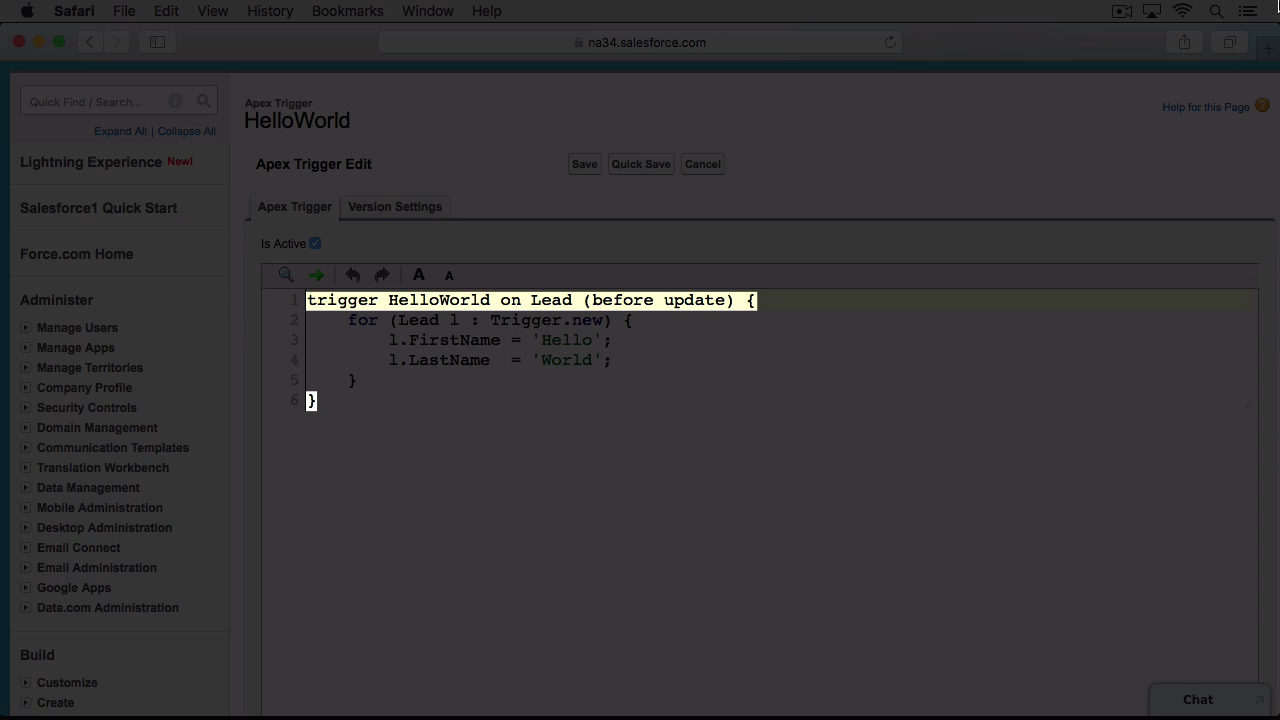 Safari File Edit View History Bookmarks Window Help
na34.salesforce.com
Quick Find / Search...
Expand All | Collapse All
Lightning Experience New!
Salesforce1 Quick Start
Force.com Home
Administer
Manage Users
Manage Apps
Manage Territories
Company Profile
Security Controls
Domain Management
Communication Templates
Translation Workbench
Data Management
Mobile Administration
Desktop Administration
Email Connect
Email Administration
Google Apps
Data.com Administration
Build
Customize
Create
Apex Trigger
HelloWorld
Help for this Page
Apex Trigger Edit
Save Quick Save Cancel
Apex Trigger Version Settings
Is Active
A A
1 trigger HelloWorld on Lead (before update) {
2 for (Lead l : Trigger.new) {
3 l.FirstName = 'Hello';
4 l.LastName  = 'World';
5 }
6 }
Chat